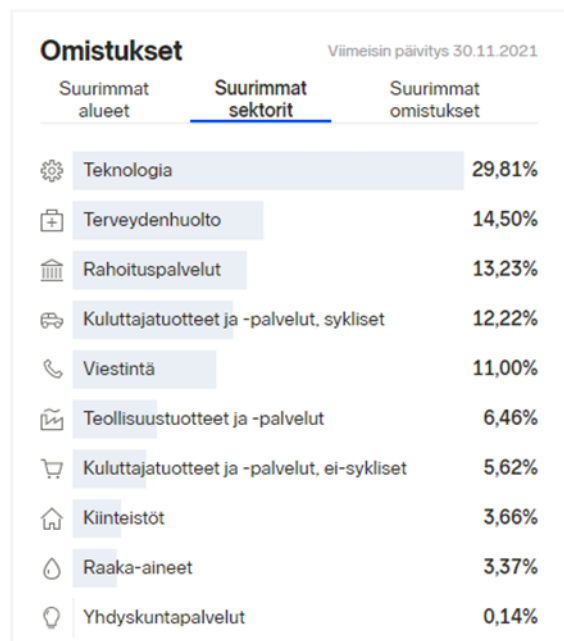 Omistukset
Viimeisin päivitys 30.11.2021
Suurimmat alueet
Suurimmat sektorit
Suurimmat omistukset
Teknologia 29,81%
Terveydenhuolto 14,50%
Rahoituspalvelut 13,23%
Kuluttajatuotteet ja -palvelut, sykliset 12,22%
Viestintä 11,00%
Teollisuustuotteet ja -palvelut 6,46%
Kuluttajatuotteet ja -palvelut, ei-sykliset 5,62%
Kiinteistöt 3,66%
Raaka-aineet 3,37%
Yhdyskuntapalvelut 0,14%